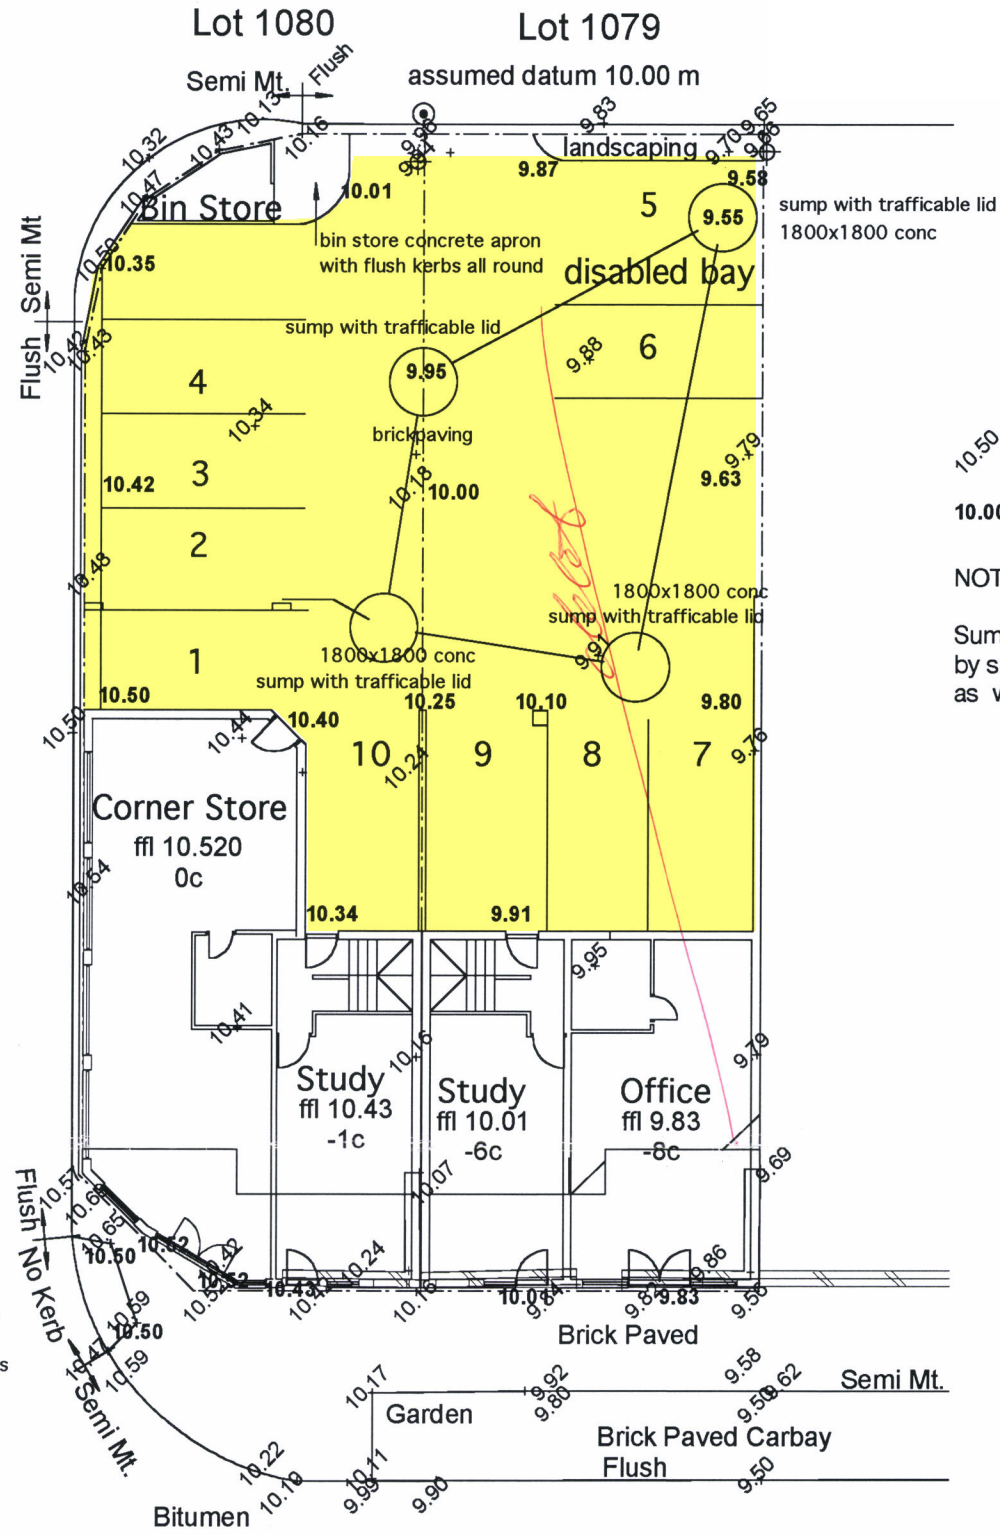 Lot 1080
Lot 1079
assumed datum 10.00 m
Semi Mt.
Flush
10.13
10.16
10.43
10.32
10.47
10.50
10.35
9.96
9.83
9.65
9.70
landscaping
9.87
9.58
10.01
Bin Store
5
9.55
sump with trafficable lid
1800x1800 conc
bin store concrete apron
with flush kerbs all round
disabled bay
Semi Mt
Flush
10.42
10.43
sump with trafficable lid
6
9.88
9.95
4
10.34
brickpaving
9.79
9.63
3
10.42
10.18
10.00
10.50
10.00
2
10.48
NOT
1800x1800 conc
sump with trafficable lid
Sum
by s
as w
9.97
1
1800x1800 conc
sump with trafficable lid
10.50
10.25
10.10
9.80
10.50
10.44
10.40
10
10.24
9
8
7
9.76
Corner Store
ffl 10.520
0c
10.54
10.34
9.91
9.95
10.41
10.16
9.79
Study
ffl 10.43
-1c
Study
ffl 10.01
-6c
Office
ffl 9.83
-8c
10.07
9.69
10.57
Flush
10.65
10.50
10.52
10.42
10.52
10.24
10.43
10.16
10.01
9.86
9.83
No Kerb
10.59
10.50
10.47
10.59
Semi Mt.
Brick Paved
s
10.17
9.92
9.80
9.58
9.50
9.62
Semi Mt.
Garden
Brick Paved Carbay
Flush
10.22
10.19
10.11
9.99
9.90
9.50
Bitumen